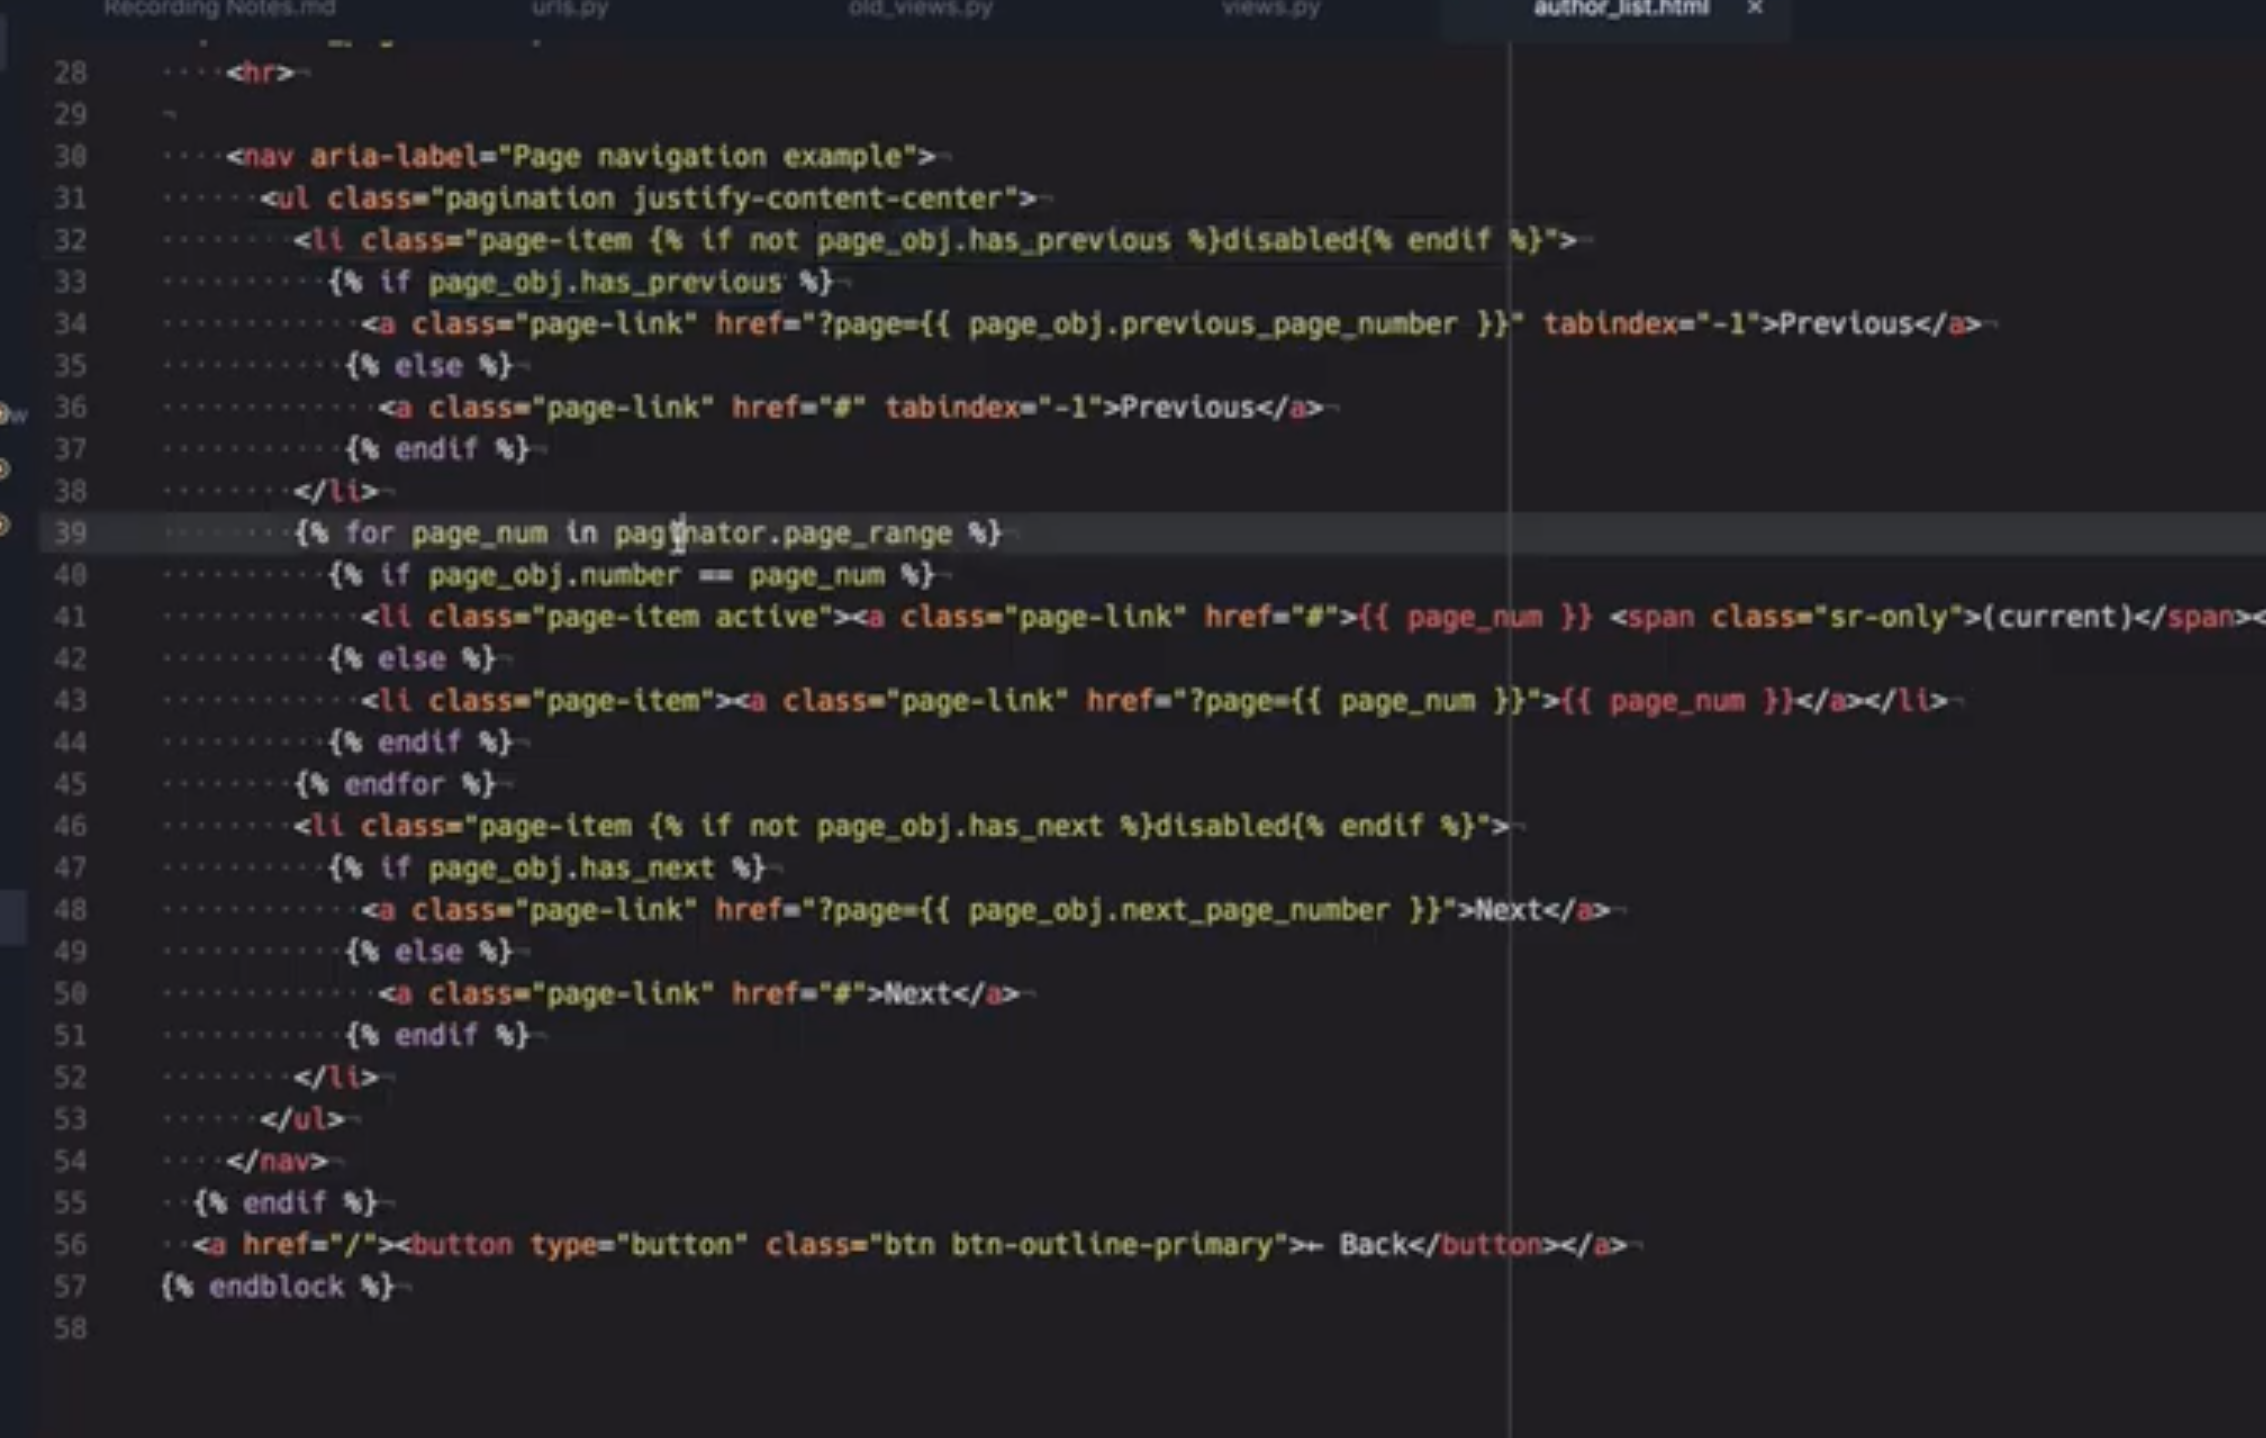 Recording Notes.md urls.py old_views.py views.py author_list.html ×
28 <hr>
29
30 <nav aria-label="Page navigation example">
31 <ul class="pagination justify-content-center">
32 <li class="page-item {% if not page_obj.has_previous %}disabled{% endif %}">
33 {% if page_obj.has_previous %}
34 <a class="page-link" href="?page={{ page_obj.previous_page_number }}" tabindex="-1">Previous</a>
35 {% else %}
36 <a class="page-link" href="#" tabindex="-1">Previous</a>
37 {% endif %}
38 </li>
39 {% for page_num in paginator.page_range %}
40 {% if page_obj.number == page_num %}
41 <li class="page-item active"><a class="page-link" href="#">{{ page_num }} <span class="sr-only">(current)</span><
42 {% else %}
43 <li class="page-item"><a class="page-link" href="?page={{ page_num }}">{{ page_num }}</a></li>
44 {% endif %}
45 {% endfor %}
46 <li class="page-item {% if not page_obj.has_next %}disabled{% endif %}">
47 {% if page_obj.has_next %}
48 <a class="page-link" href="?page={{ page_obj.next_page_number }}">Next</a>
49 {% else %}
50 <a class="page-link" href="#">Next</a>
51 {% endif %}
52 </li>
53 </ul>
54 </nav>
55 {% endif %}
56 <a href="/"><button type="button" class="btn btn-outline-primary">← Back</button></a>
57 {% endblock %}
58